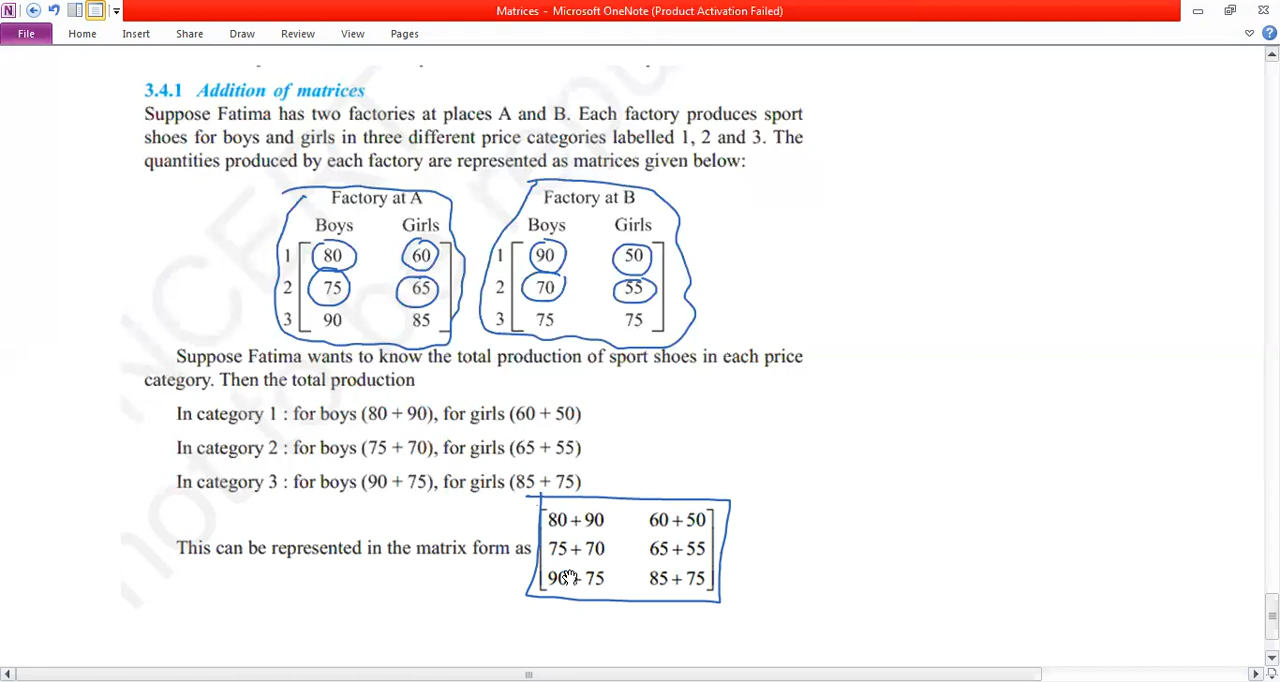 Matrices - Microsoft OneNote (Product Activation Failed)
File Home Insert Share Draw Review View Pages
3.4.1 Addition of matrices
Suppose Fatima has two factories at places A and B. Each factory produces sport
shoes for boys and girls in three different price categories labelled 1, 2 and 3. The
quantities produced by each factory are represented as matrices given below:
Factory at A Factory at B
Boys Girls Boys Girls
1 80 60 1 90 50
2 75 65 2 70 55
3 90 85 3 75 75
Suppose Fatima wants to know the total production of sport shoes in each price
category. Then the total production
In category 1 : for boys (80 + 90), for girls (60 + 50)
In category 2 : for boys (75 + 70), for girls (65 + 55)
In category 3 : for boys (90 + 75), for girls (85 + 75)
80 + 90 60 + 50
This can be represented in the matrix form as 75 + 70 65 + 55
90 + 75 85 + 75